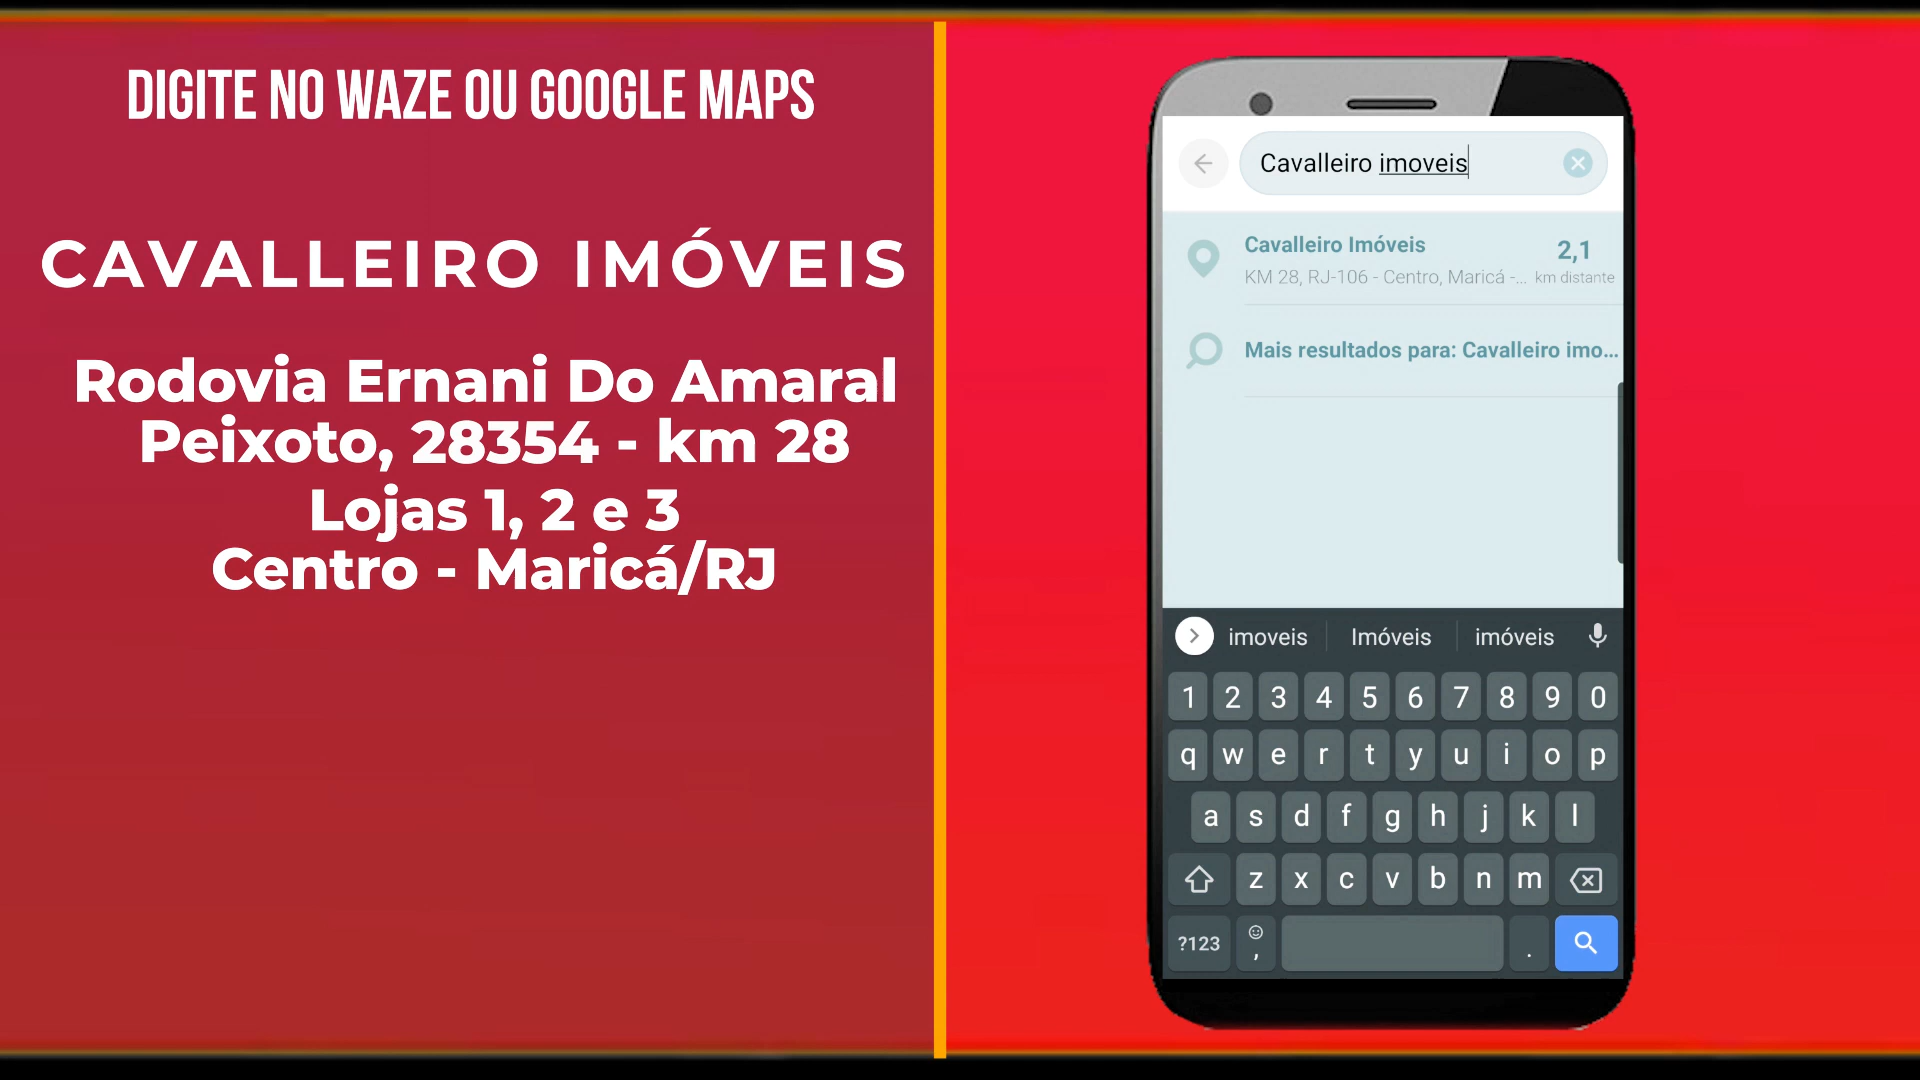 DIGITE NO WAZE OU GOOGLE MAPS
CAVALLEIRO IMÓVEIS
Rodovia Ernani Do Amaral
Peixoto, 28354 - km 28
Lojas 1, 2 e 3
Centro - Maricá/RJ
Cavalleiro imoveis
Cavalleiro Imóveis
2,1
KM 28, RJ-106 - Centro, Maricá -... km distante
Mais resultados para: Cavalleiro imo...
imoveis Imóveis imóveis
1 2 3 4 5 6 7 8 9 0
q w e r t y u i o p
a s d f g h j k l
z x c v b n m
?123 , .